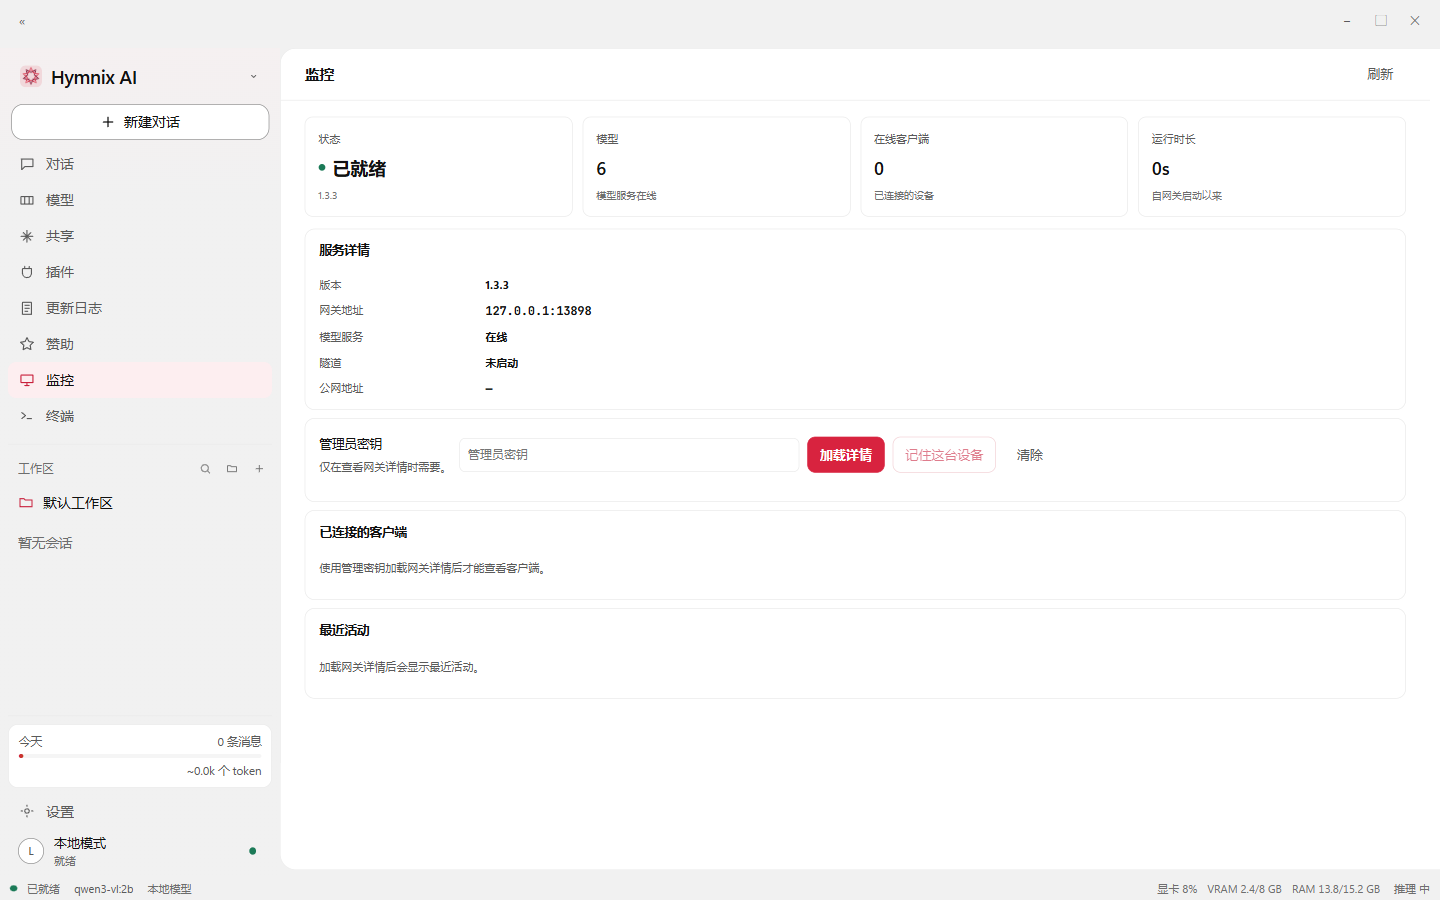 «
Hymnix AI
新建对话
对话
模型
共享
插件
更新日志
赞助
监控
终端
工作区
默认工作区
暂无会话
今天 0 条消息
~0.0k 个 token
设置
L 本地模式
就绪
监控 刷新
状态
已就绪
1.3.3
模型
6
模型服务在线
在线客户端
0
已连接的设备
运行时长
0s
自网关启动以来
服务详情
版本 1.3.3
网关地址 127.0.0.1:13898
模型服务 在线
隧道 未启动
公网地址 –
管理员密钥
仅在查看网关详情时需要。
管理员密钥 加载详情 记住这台设备 清除
已连接的客户端
使用管理密钥加载网关详情后才能查看客户端。
最近活动
加载网关详情后会显示最近活动。
已就绪 qwen3-vl:2b 本地模型 显卡 8% VRAM 2.4/8 GB RAM 13.8/15.2 GB 推理 中